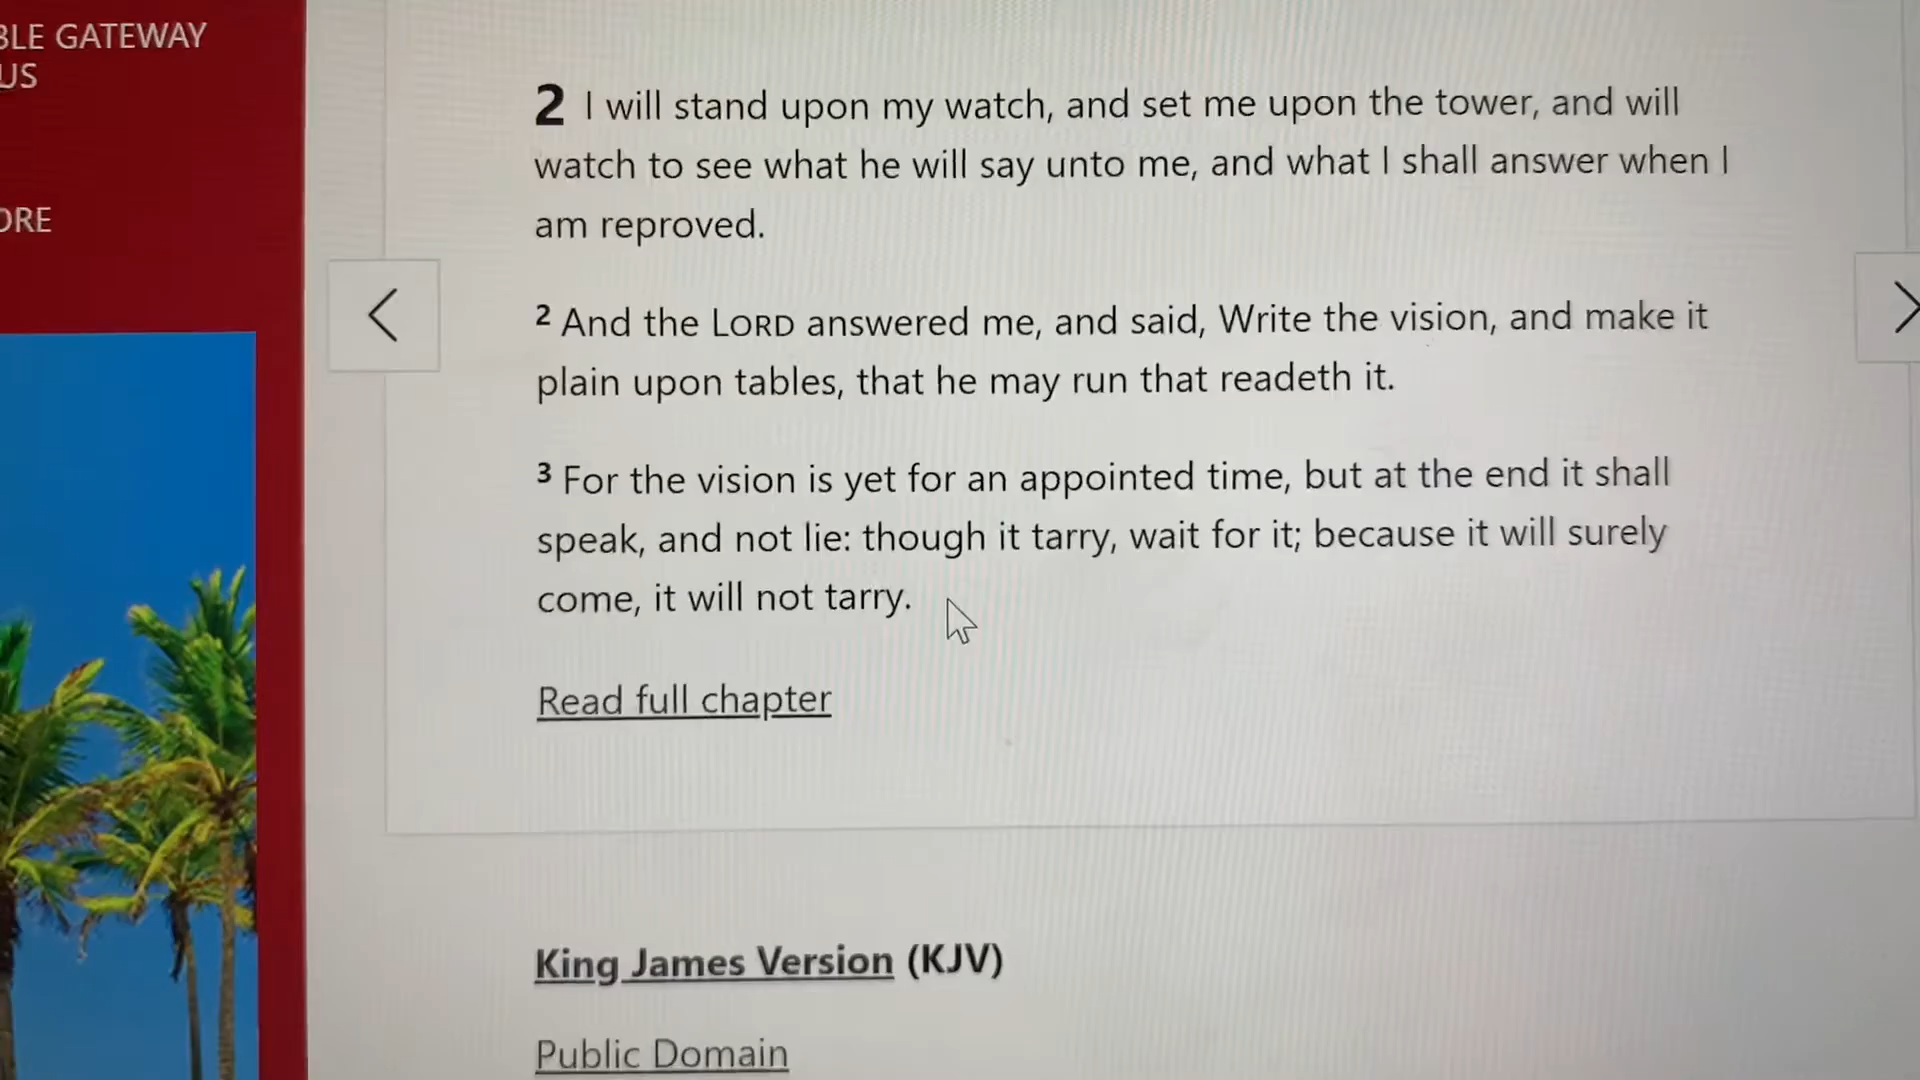 GATEWAY
US
2 I will stand upon my watch, and set me upon the tower, and will
watch to see what he will say unto me, and what I shall answer when I
am reproved.
2 And the LORD answered me, and said, Write the vision, and make it
plain upon tables, that he may run that readeth it.
3 For the vision is yet for an appointed time, but at the end it shall
speak, and not lie: though it tarry, wait for it; because it will surely
come, it will not tarry.
Read full chapter
King James Version (KJV)
Public Domain